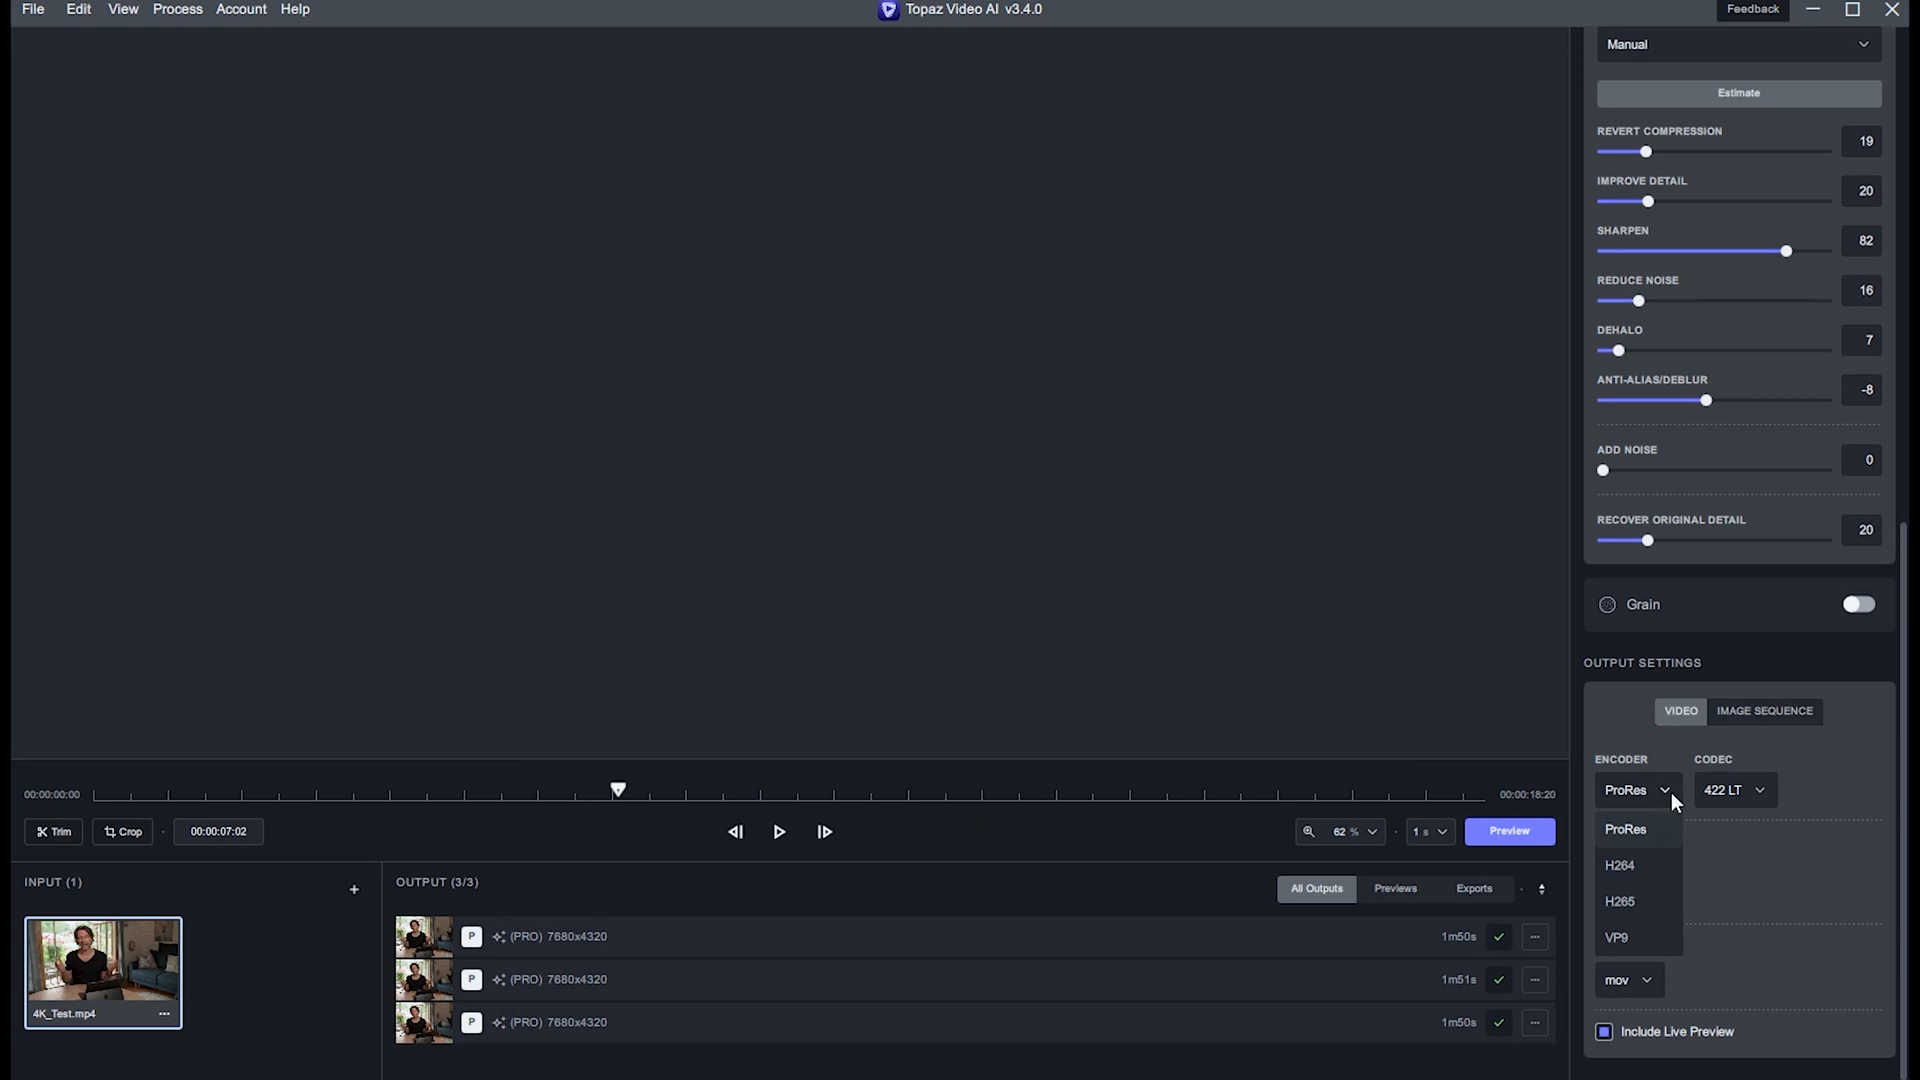 File Edit View Process Account Help
Topaz Video AI v3.4.0
Feedback
Manual
Estimate
REVERT COMPRESSION
19
IMPROVE DETAIL
20
SHARPEN
82
REDUCE NOISE
16
DEHALO
7
ANTI-ALIAS/DEBLUR
-8
ADD NOISE
0
RECOVER ORIGINAL DETAIL
20
Grain
OUTPUT SETTINGS
VIDEO IMAGE SEQUENCE
ENCODER CODEC
ProRes 422 LT
ProRes
H264
H265
VP9
mov
Include Live Preview
00:00:00:00
00:00:18:20
Trim Crop 00:00:07:02
62 % 1 s Preview
INPUT (1)
+
4K_Test.mp4 ...
OUTPUT (3/3)
All Outputs Previews Exports
P (PRO) 7680x4320 1m50s ...
P (PRO) 7680x4320 1m51s ...
P (PRO) 7680x4320 1m50s ...